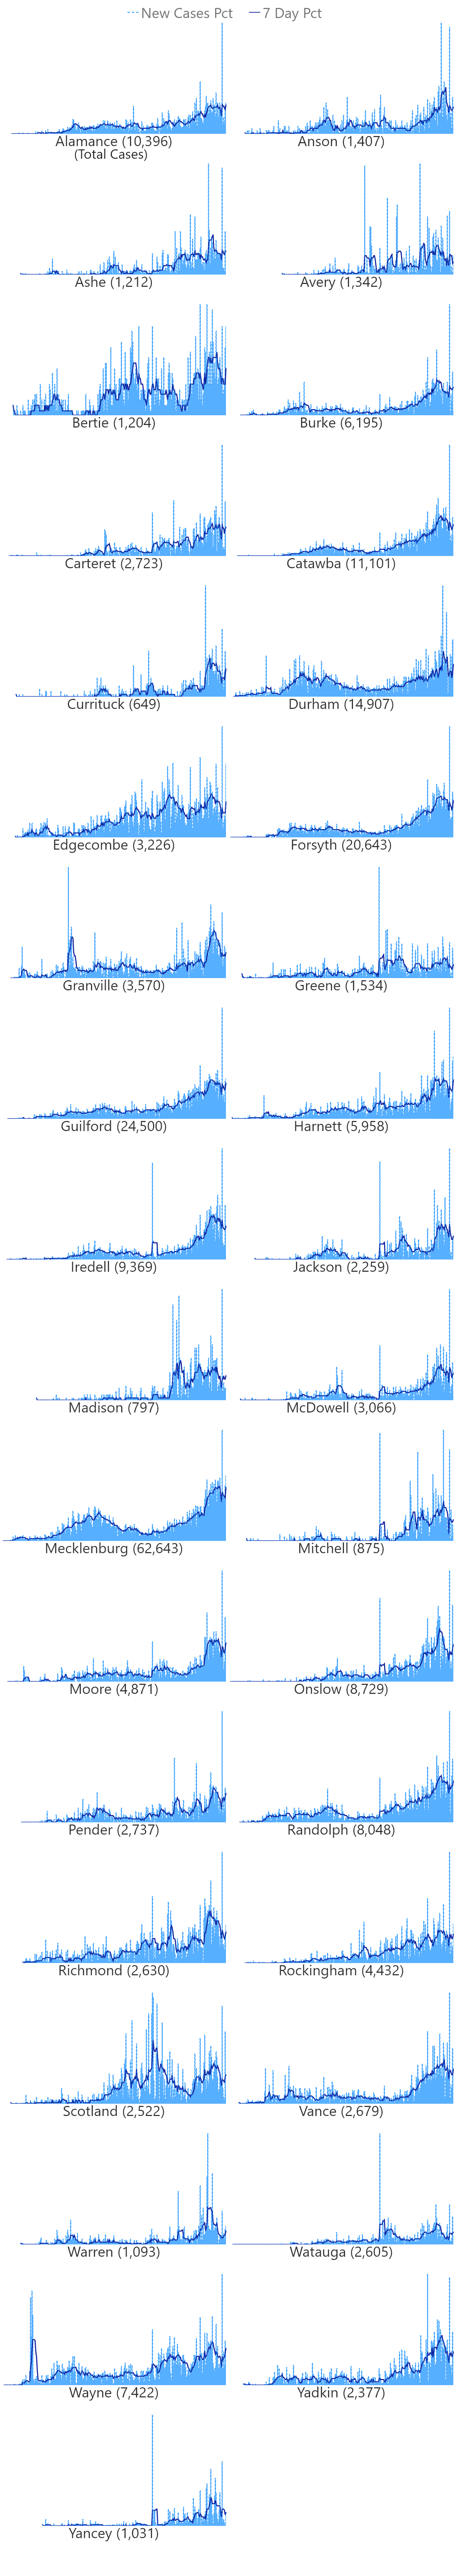 New Cases Pct 7 Day Pct
Alamance (10,396)
(Total Cases)
Anson (1,407)
Ashe (1,212)
Avery (1,342)
Bertie (1,204)
Burke (6,195)
Carteret (2,723)
Catawba (11,101)
Currituck (649)
Durham (14,907)
Edgecombe (3,226)
Forsyth (20,643)
Granville (3,570)
Greene (1,534)
Guilford (24,500)
Harnett (5,958)
Iredell (9,369)
Jackson (2,259)
Madison (797)
McDowell (3,066)
Mecklenburg (62,643)
Mitchell (875)
Moore (4,871)
Onslow (8,729)
Pender (2,737)
Randolph (8,048)
Richmond (2,630)
Rockingham (4,432)
Scotland (2,522)
Vance (2,679)
Warren (1,093)
Watauga (2,605)
Wayne (7,422)
Yadkin (2,377)
Yancey (1,031)